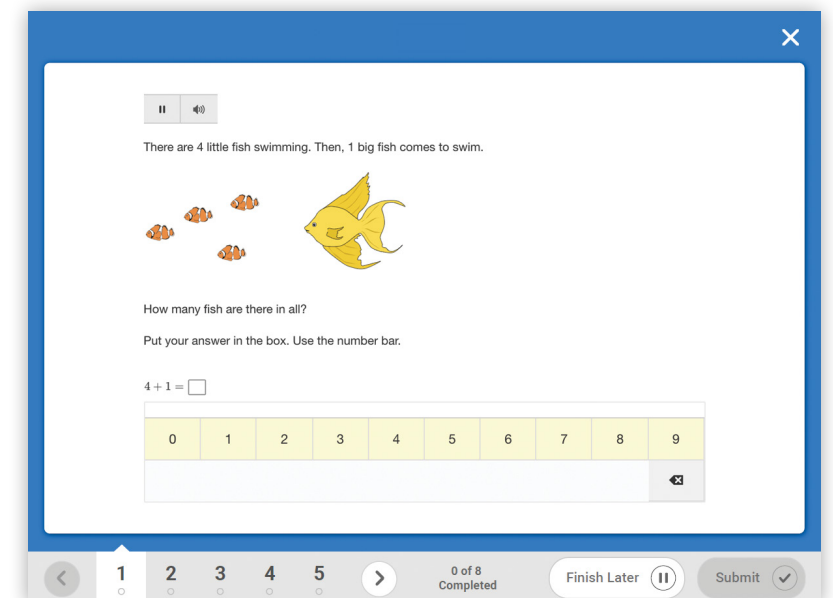 There are 4 little fish swimming. Then, 1 big fish comes to swim.
How many fish are there in all?
Put your answer in the box. Use the number bar.
4 + 1 =
0 1 2 3 4 5 6 7 8 9
1 2 3 4 5
0 of 8
Completed
Finish Later
Submit